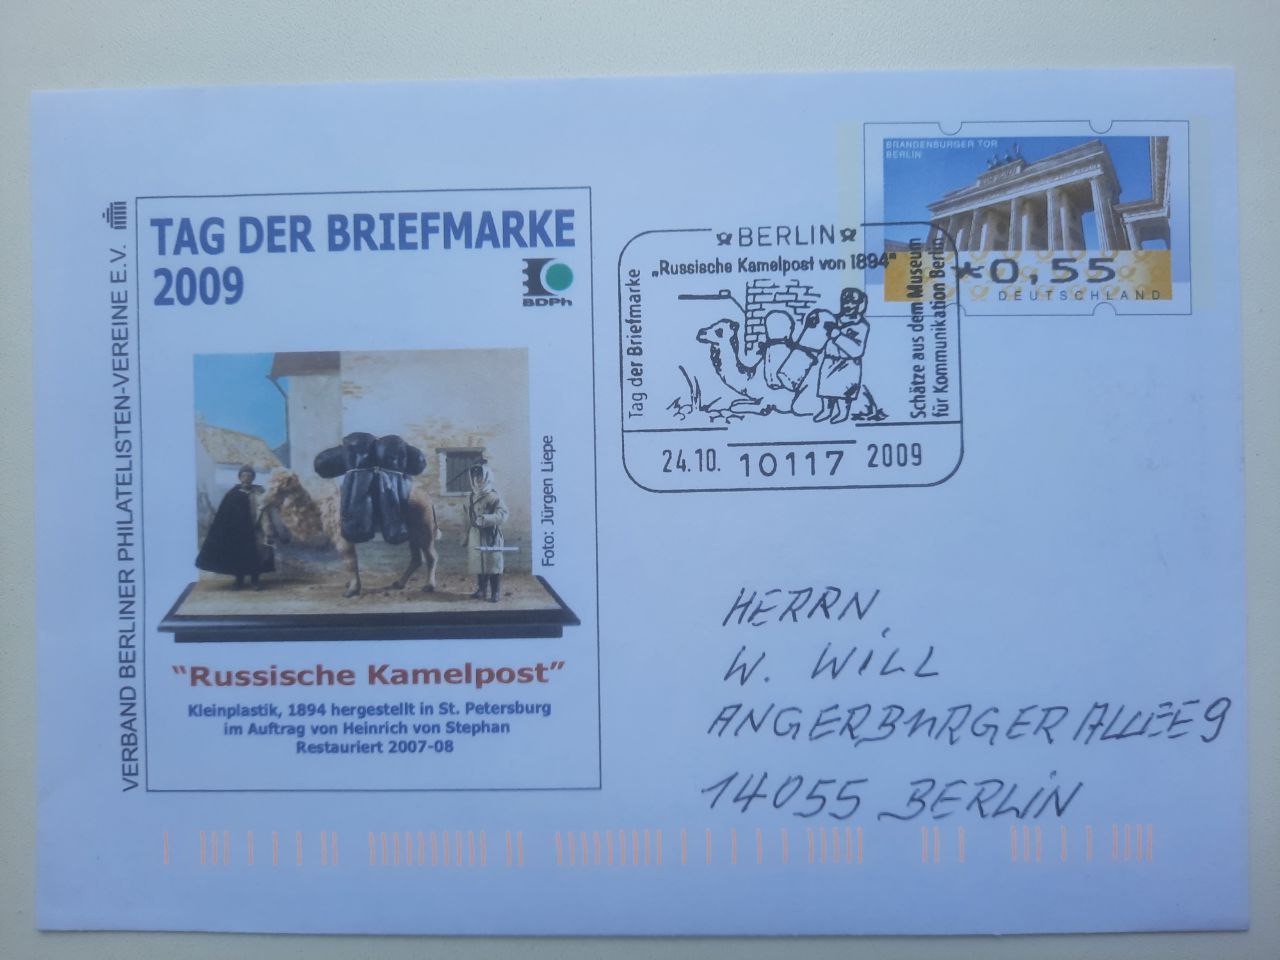 VERBAND BERLINER PHILATELISTEN-VEREINE E.V.
TAG DER BRIEFMARKE
2009
BDPh
Foto: Jürgen Liepe
"Russische Kamelpost"
Kleinplastik, 1894 hergestellt in St. Petersburg
im Auftrag von Heinrich von Stephan
Restauriert 2007-08
BRANDENBURGER TOR
BERLIN
*0,55
DEUTSCHLAND
BERLIN
„Russische Kamelpost von 1894"
Tag der Briefmarke
Schätze aus dem Museum
für Kommunikation Berlin
24.10. 10117 2009
HERRN
W. WILL
ANGERBURGER ALLEE 9
14055 BERLIN